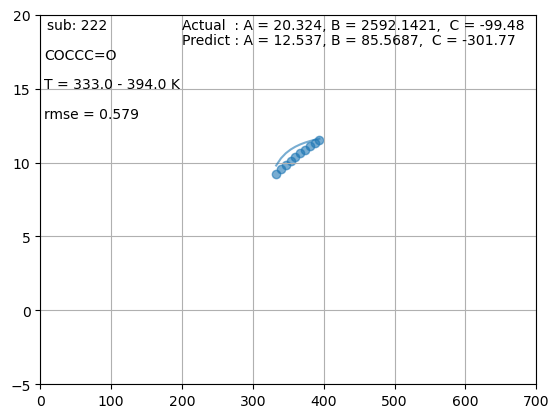 sub: 222
Actual : A = 20.324, B = 2592.1421, C = -99.48
Predict : A = 12.537, B = 85.5687, C = -301.77
COCCC=O
T = 333.0 - 394.0 K
rmse = 0.579
20
15
10
5
0
−5
0 100 200 300 400 500 600 700